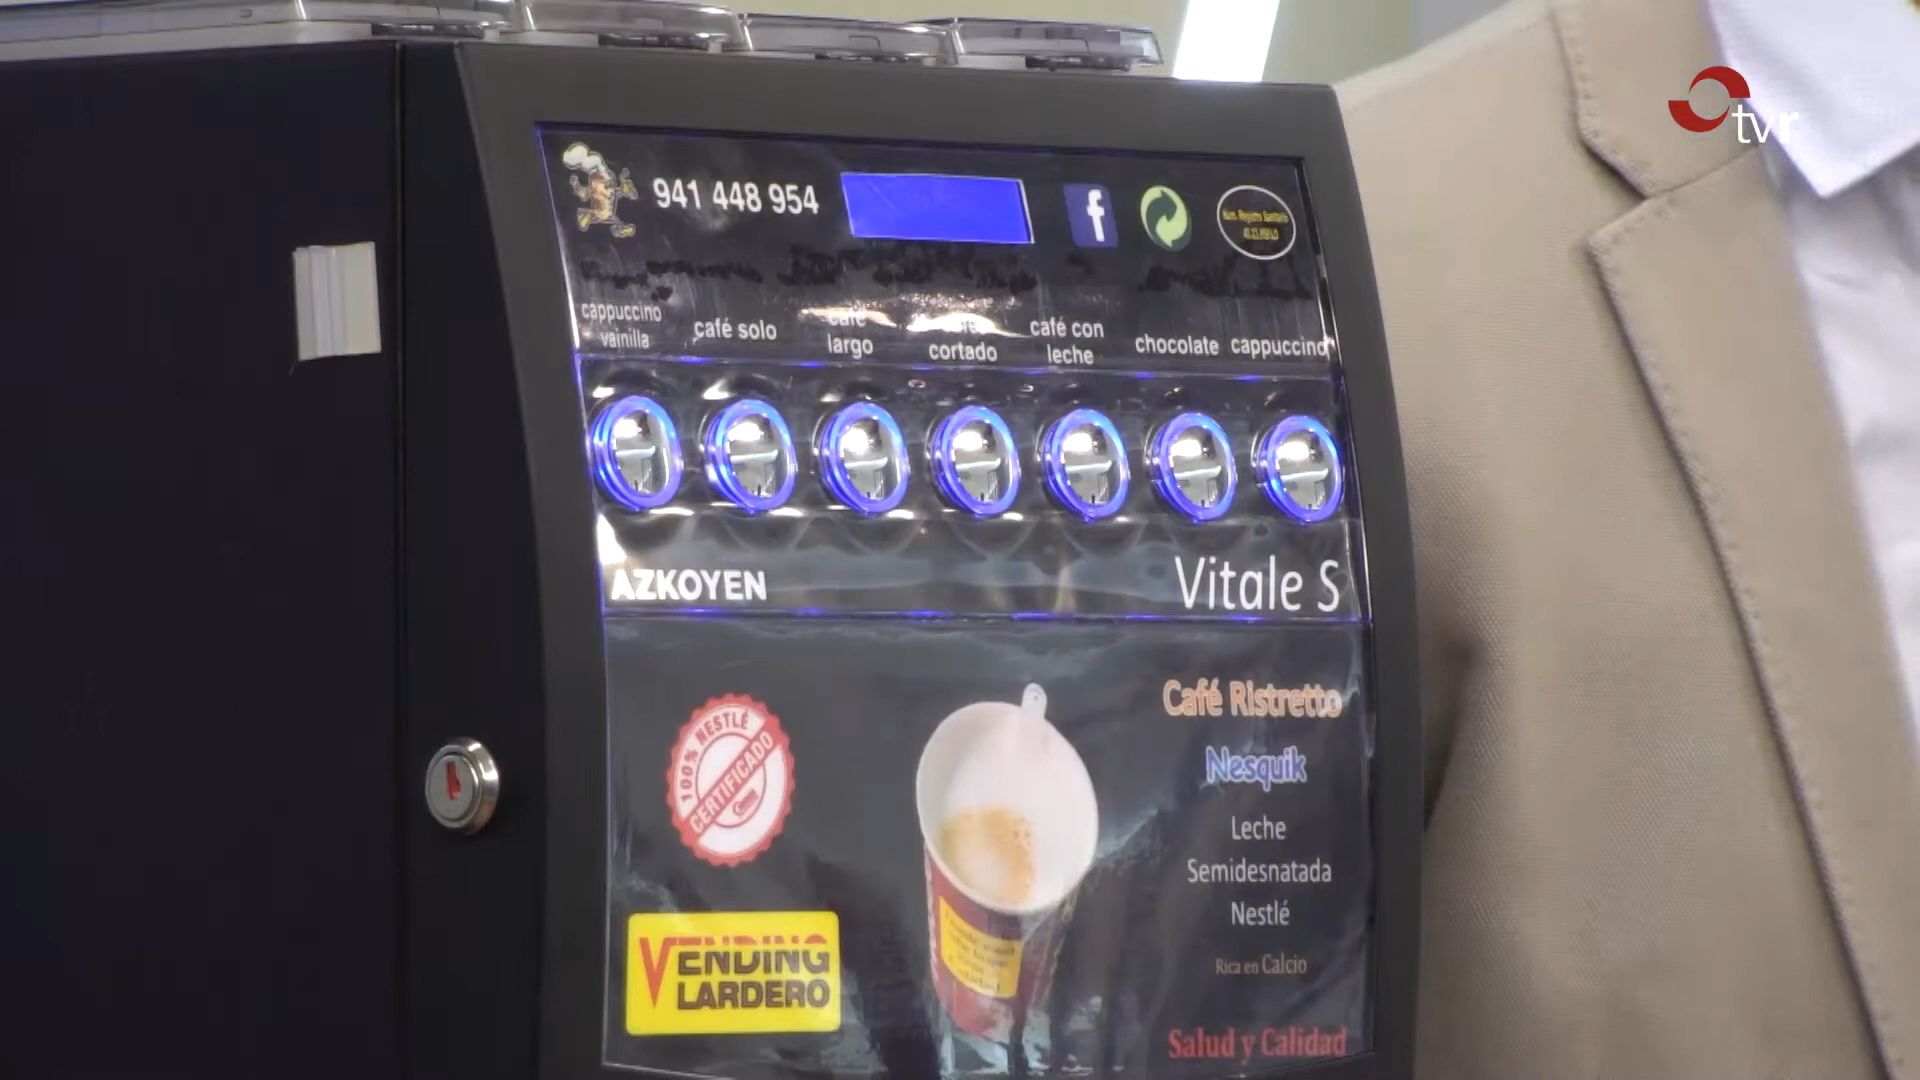 tvr
941 448 954
f
cappuccino
vainilla
café solo
café
largo
cortado
café con
leche
chocolate
cappuccino
AZKOYEN
Vitale S
100% NESTLÉ
CERTIFICADO
Café Ristretto
Nesquik
Leche
Semidesnatada
Nestlé
Rica en Calcio
Salud y Calidad
VENDING
LARDERO